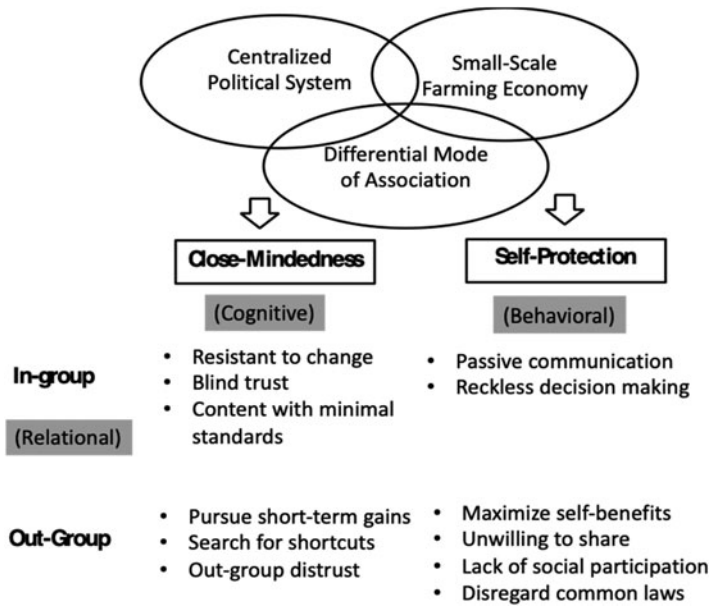 Centralized
Political System
Small-Scale
Farming Economy
Differential Mode
of Association
Close-Mindedness
Self-Protection
(Cognitive)
(Behavioral)
In-group
(Relational)
• Resistant to change
• Blind trust
• Content with minimal
standards
• Passive communication
• Reckless decision making
Out-Group
• Pursue short-term gains
• Search for shortcuts
• Out-group distrust
• Maximize self-benefits
• Unwilling to share
• Lack of social participation
• Disregard common laws